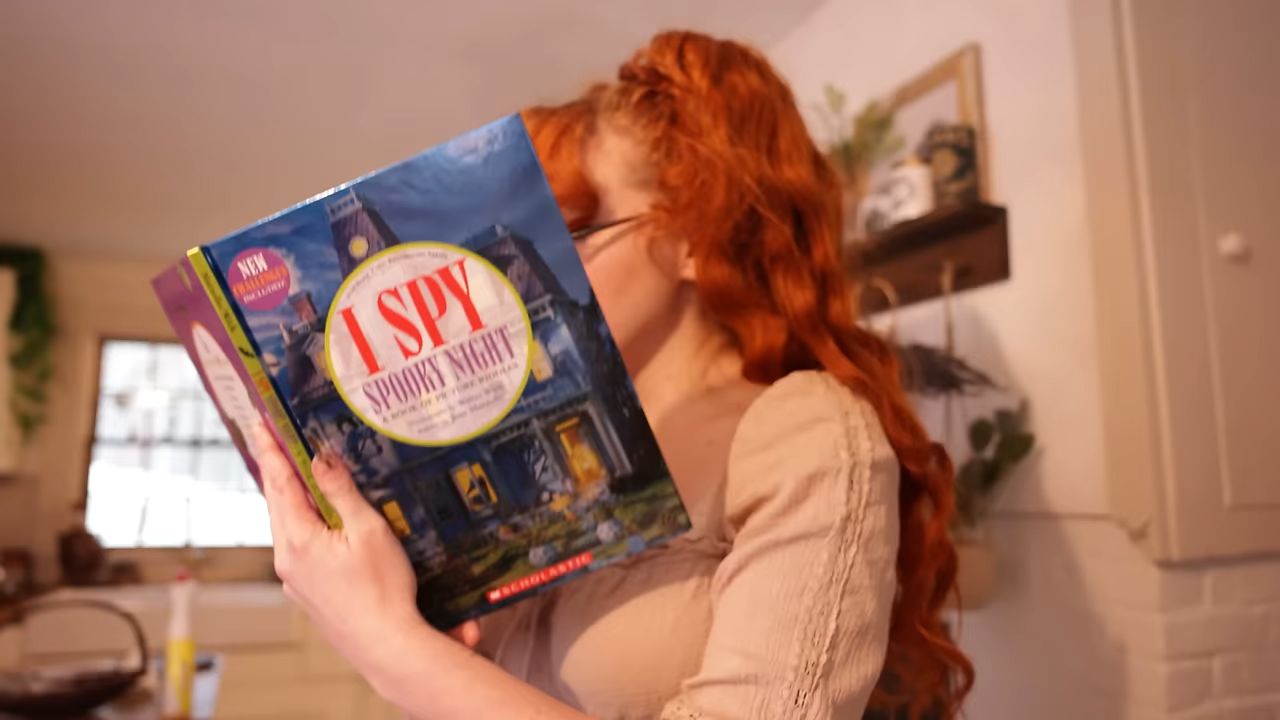 NEW
CHALLENGES
INCLUDED!
I SPY
SPOOKY NIGHT
A BOOK OF PICTURE RIDDLES
SCHOLASTIC